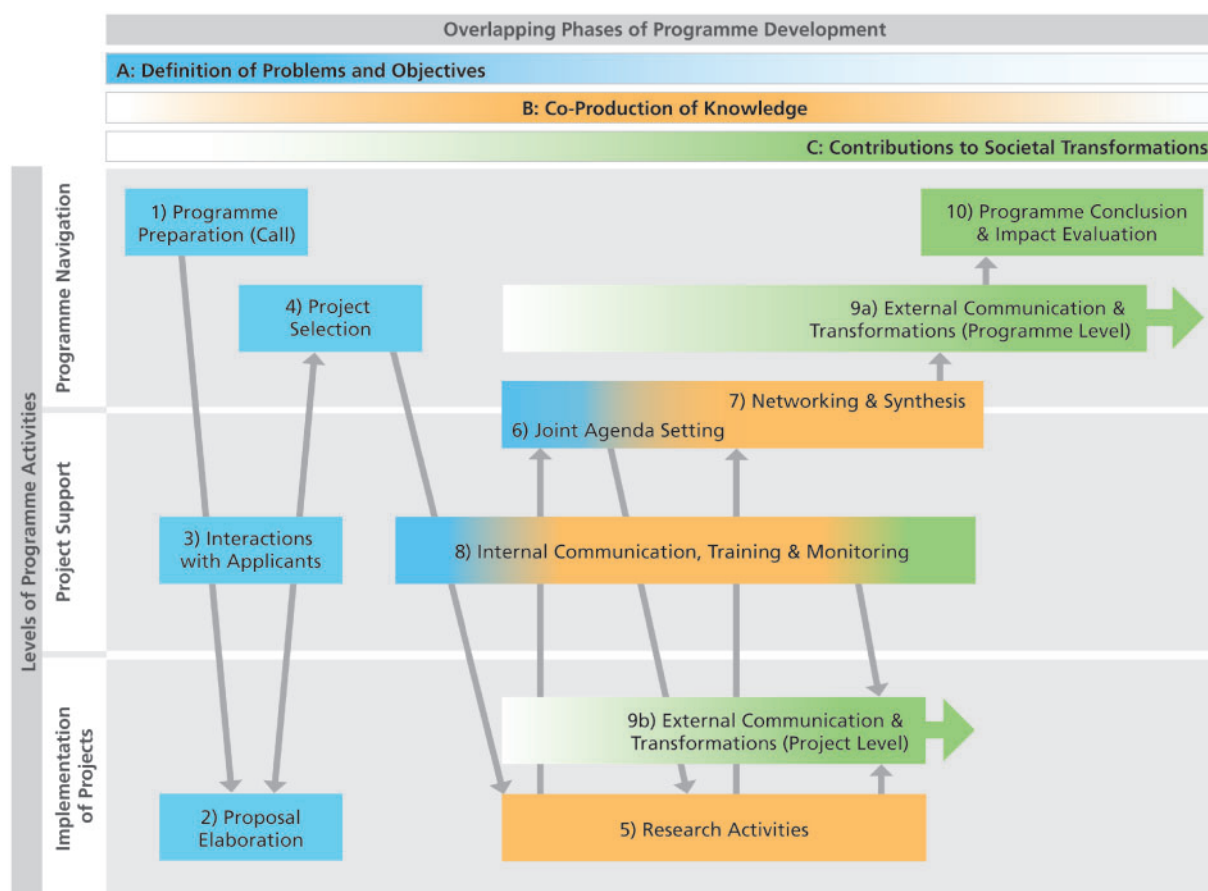 Overlapping Phases of Programme Development
A: Definition of Problems and Objectives
B: Co-Production of Knowledge
C: Contributions to Societal Transformations
Levels of Programme Activities
Programme Navigation
1) Programme
Preparation (Call)
10) Programme Conclusion
& Impact Evaluation
4) Project
Selection
9a) External Communication &
Transformations (Programme Level)
7) Networking & Synthesis
6) Joint Agenda Setting
Project Support
3) Interactions
with Applicants
8) Internal Communication, Training & Monitoring
Implementation
of Projects
9b) External Communication &
Transformations (Project Level)
2) Proposal
Elaboration
5) Research Activities